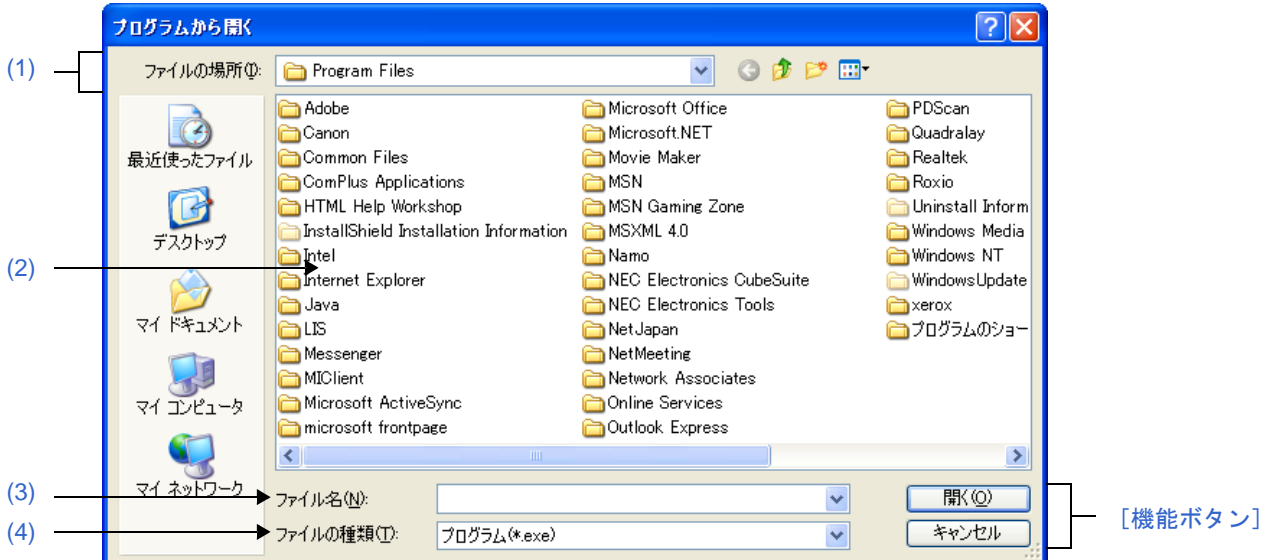 プログラムから開く
(1)
ファイルの場所(I):
Program Files
最近使ったファイル
デスクトップ
マイ ドキュメント
マイ コンピュータ
マイ ネットワーク
(2)
Adobe
Canon
Common Files
ComPlus Applications
HTML Help Workshop
InstallShield Installation Information
Intel
Internet Explorer
Java
LIS
Messenger
MIClient
Microsoft ActiveSync
microsoft frontpage
Microsoft Office
Microsoft.NET
Movie Maker
MSN
MSN Gaming Zone
MSXML 4.0
Namo
NEC Electronics CubeSuite
NEC Electronics Tools
NetJapan
NetMeeting
Network Associates
Online Services
Outlook Express
PDScan
Quadralay
Realtek
Roxio
Uninstall Inform
Windows Media
Windows NT
WindowsUpdate
xerox
プログラムのショー
(3)
ファイル名(N):
開く(O)
(4)
ファイルの種類(T):
プログラム(*.exe)
キャンセル
[機能ボタン]